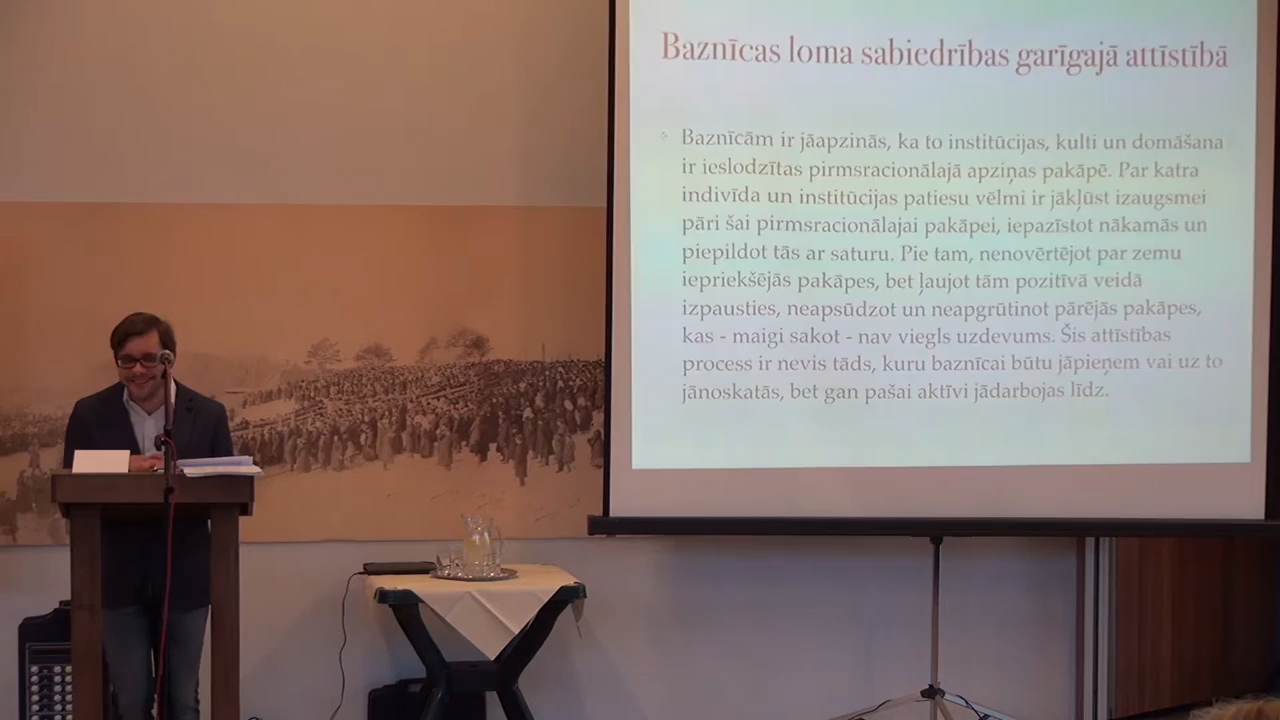 Baznīcas loma sabiedrības garīgajā attīstībā
Baznīcām ir jāapzinās, ka to institūcijas, kulti un domāšana
ir ieslodzītas pirmsracionālajā apziņas pakāpē. Par katra
indivīda un institūcijas patiesu vēlmi ir jākļūst izaugsmei
pāri šai pirmsracionālajai pakāpei, iepazīstot nākamās un
piepildot tās ar saturu. Pie tam, nenovērtējot par zemu
iepriekšējās pakāpes, bet ļaujot tām pozitīvā veidā
izpausties, neapsūdzot un neapgrūtinot pārējās pakāpes,
kas - maigi sakot - nav viegls uzdevums. Šis attīstības
process ir nevis tāds, kuru baznīcai būtu jāpieņem vai uz to
jānoskatās, bet gan pašai aktīvi jādarbojas līdz.